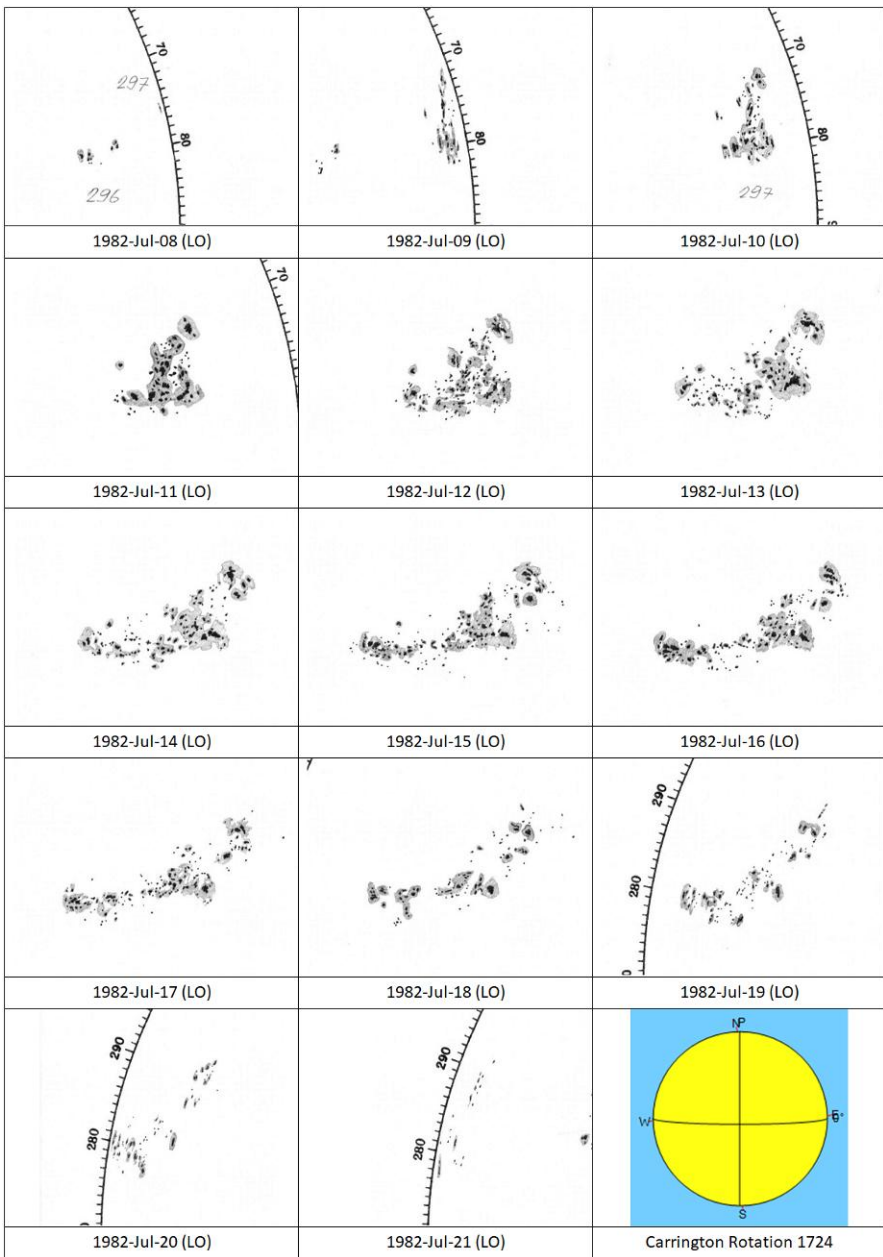 70
297
80
296
70
80
70
80
297
1982-Jul-08 (LO)
1982-Jul-09 (LO)
1982-Jul-10 (LO)
70
1982-Jul-11 (LO)
1982-Jul-12 (LO)
1982-Jul-13 (LO)
1982-Jul-14 (LO)
1982-Jul-15 (LO)
1982-Jul-16 (LO)
290
280
1982-Jul-17 (LO)
1982-Jul-18 (LO)
1982-Jul-19 (LO)
290
280
290
280
NP
W
S
1982-Jul-20 (LO)
1982-Jul-21 (LO)
Carrington Rotation 1724